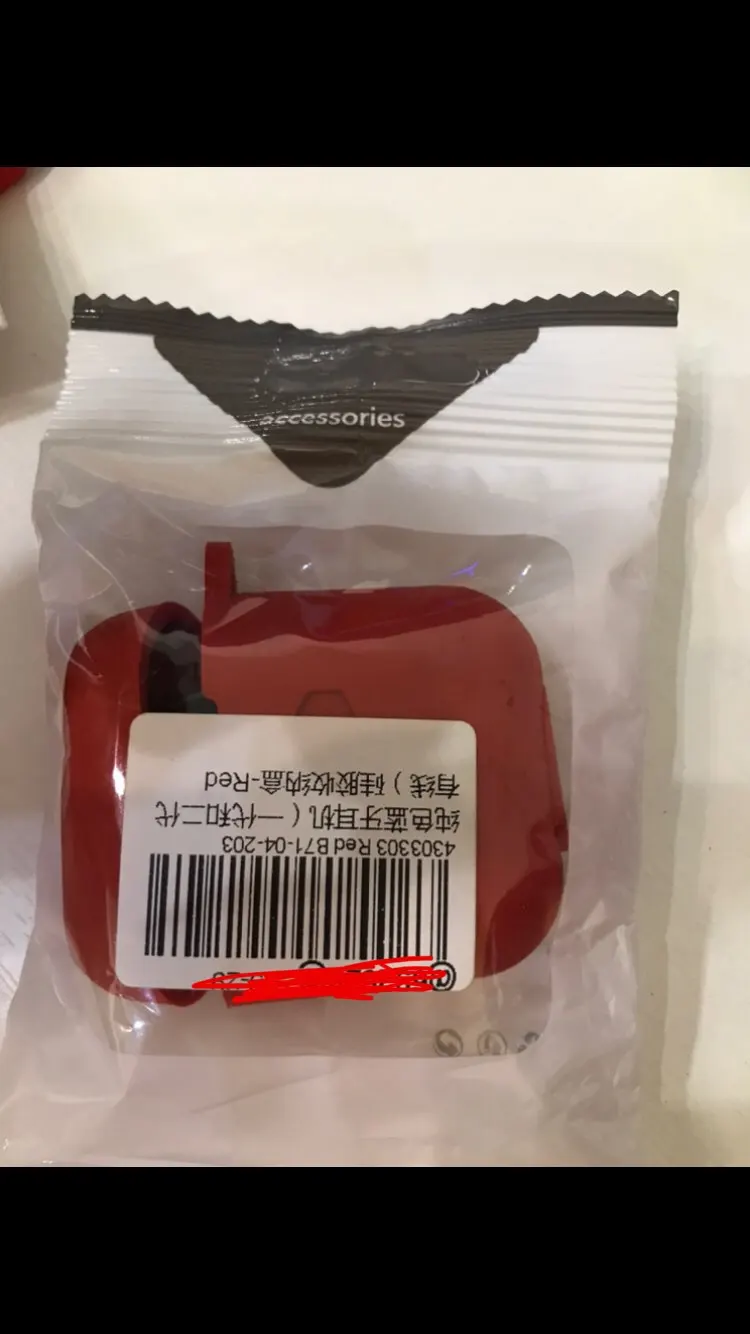 accessories
4303303 Red B71-04-203
纯色蓝牙耳机（一代和二代
有线）硅胶收纳盒-Red